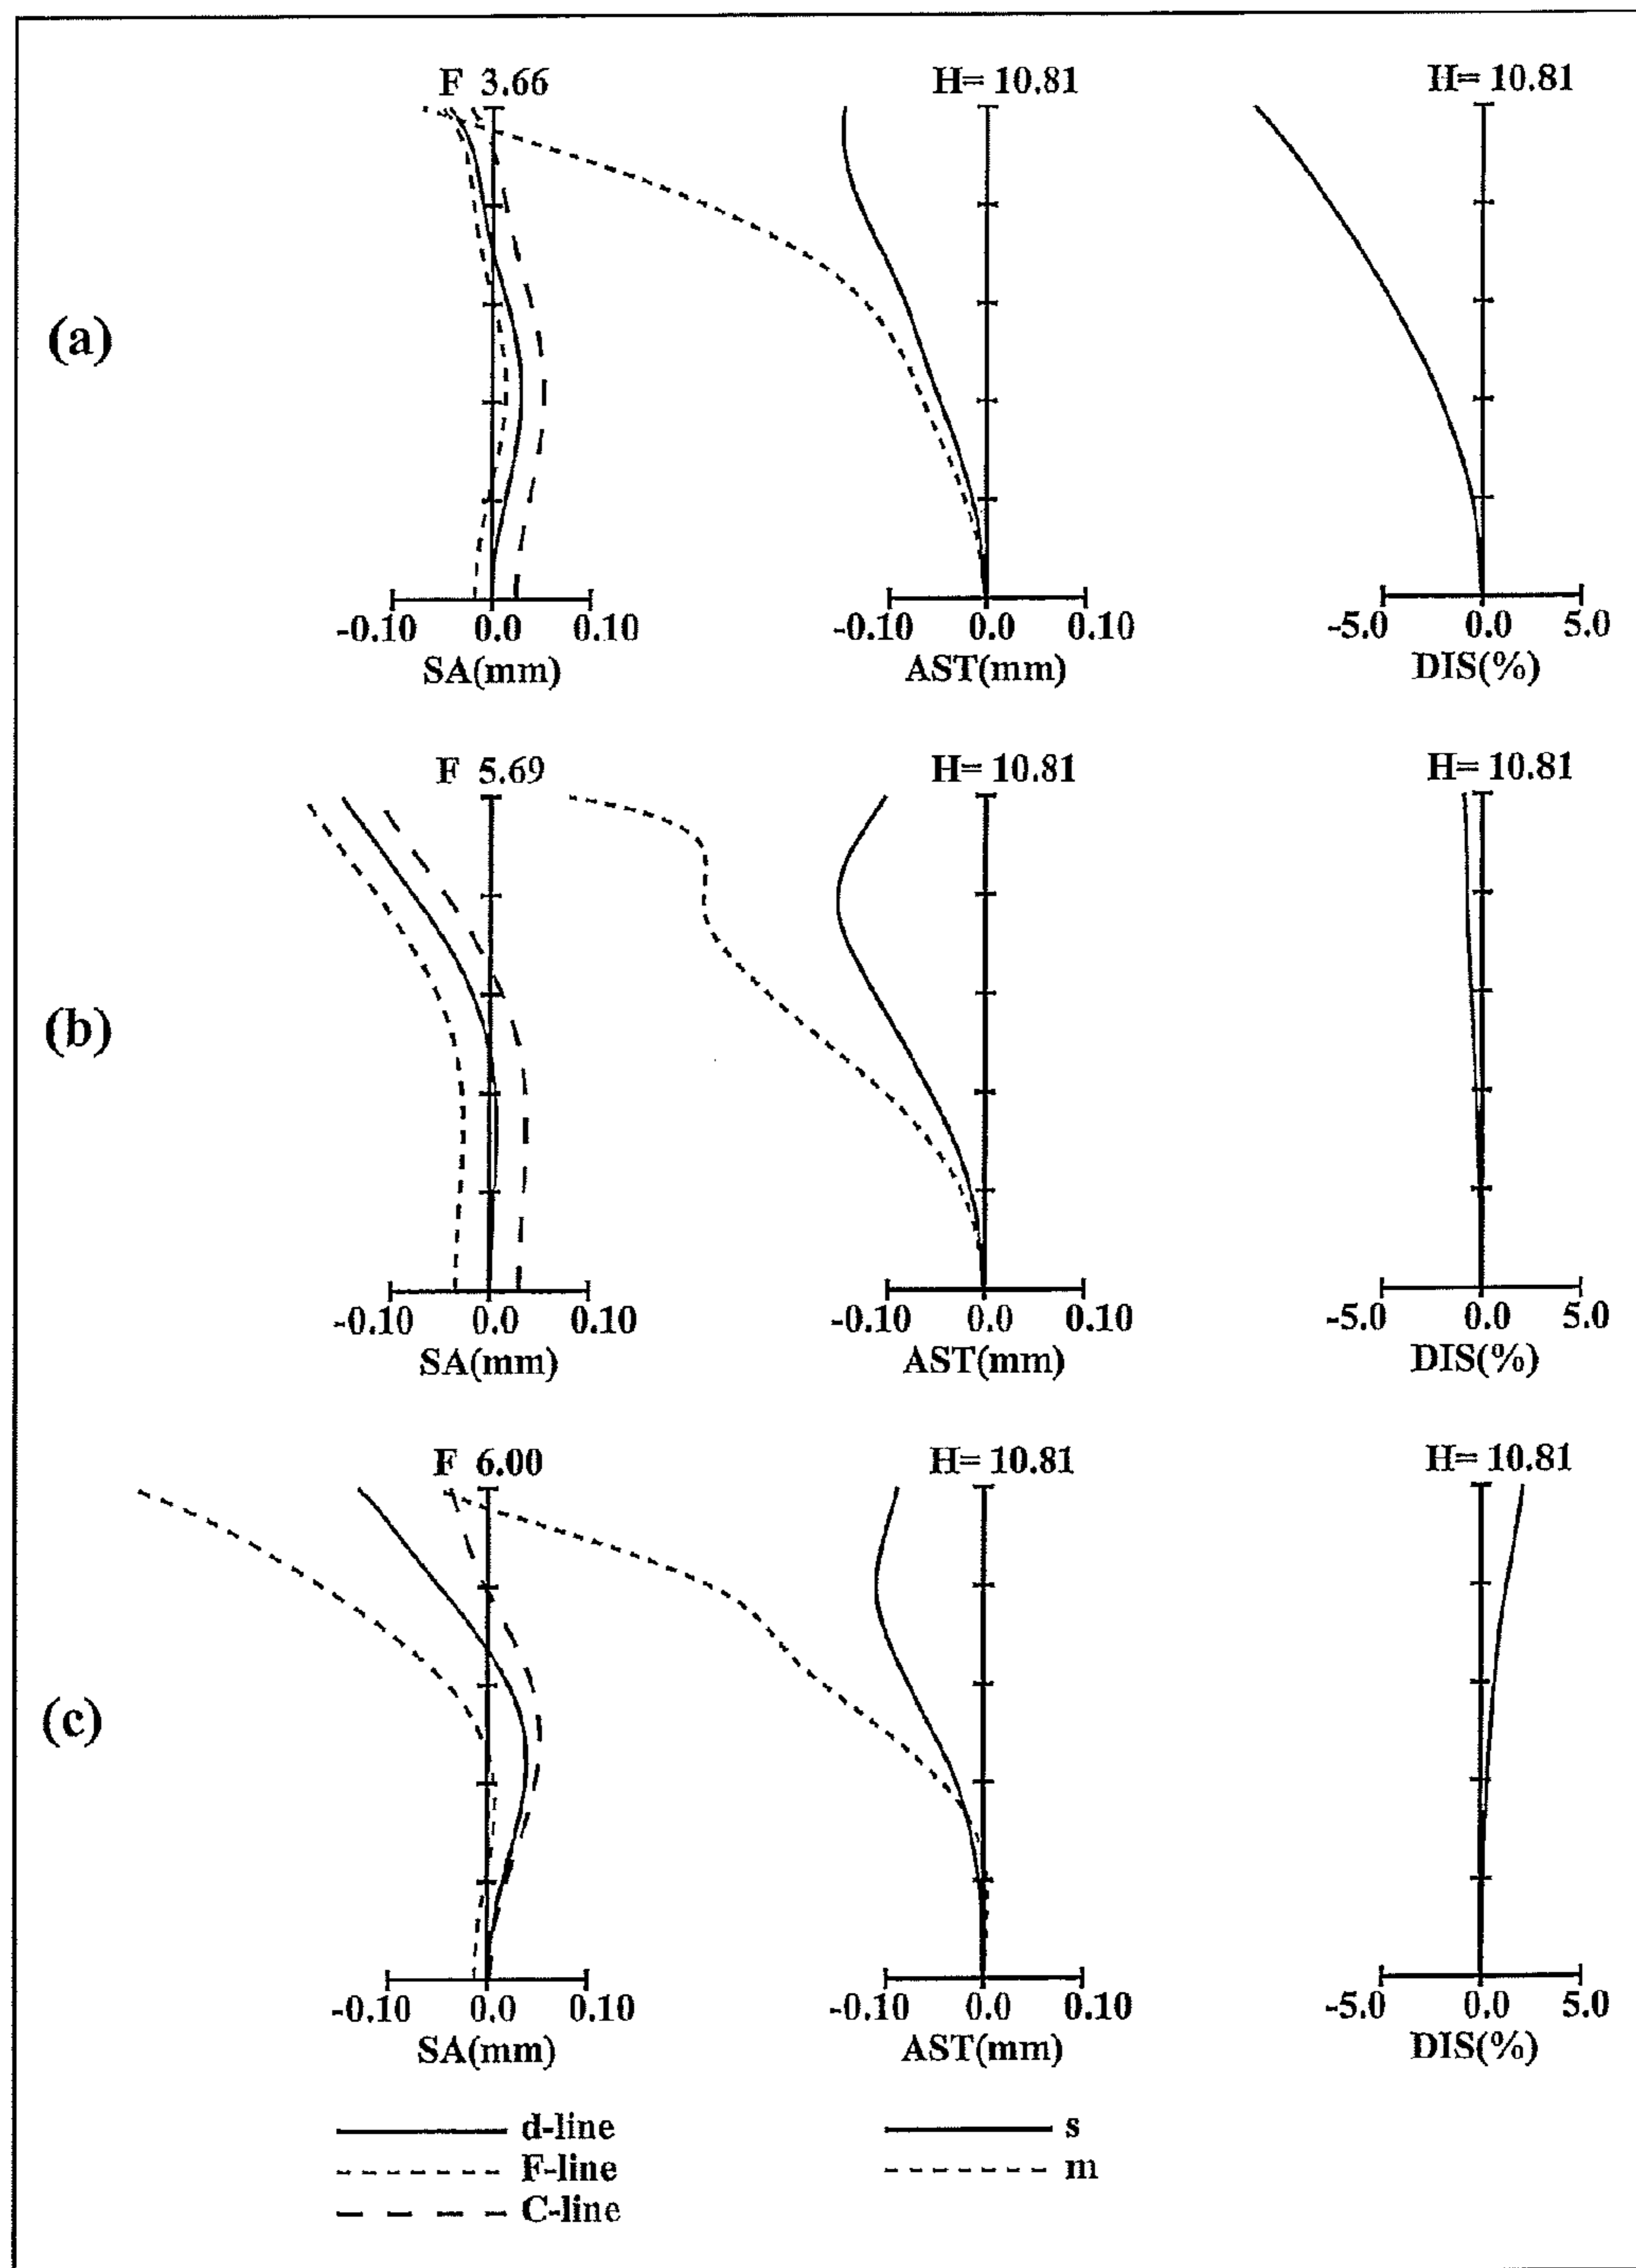 F 3.66 H= 10.81 H= 10.81
(a)
-0.10 0.0 0.10 -0.10 0.0 0.10 -5.0 0.0 5.0
SA(mm) AST(mm) DIS(%)
F 5.69 H= 10.81 H= 10.81
(b)
-0.10 0.0 0.10 -0.10 0.0 0.10 -5.0 0.0 5.0
SA(mm) AST(mm) DIS(%)
F 6.00 H= 10.81 H= 10.81
(c)
-0.10 0.0 0.10 -0.10 0.0 0.10 -5.0 0.0 5.0
SA(mm) AST(mm) DIS(%)
d-line s
F-line m
C-line